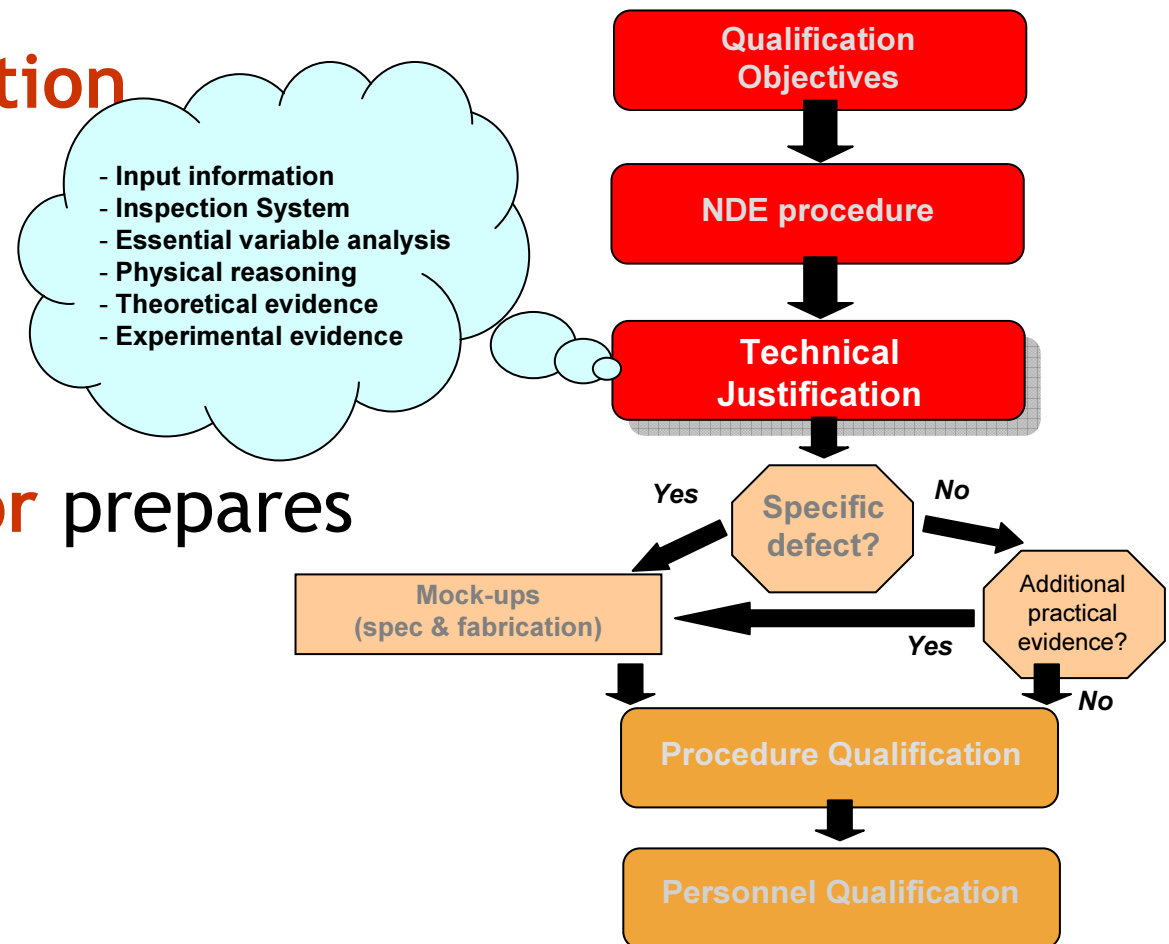 tion
- Input information
- Inspection System
- Essential variable analysis
- Physical reasoning
- Theoretical evidence
- Experimental evidence
or prepares
Qualification
Objectives
NDE procedure
Technical
Justification
Yes
No
Specific
defect?
Mock-ups
(spec & fabrication)
Additional
practical
evidence?
Yes
No
Procedure Qualification
Personnel Qualification